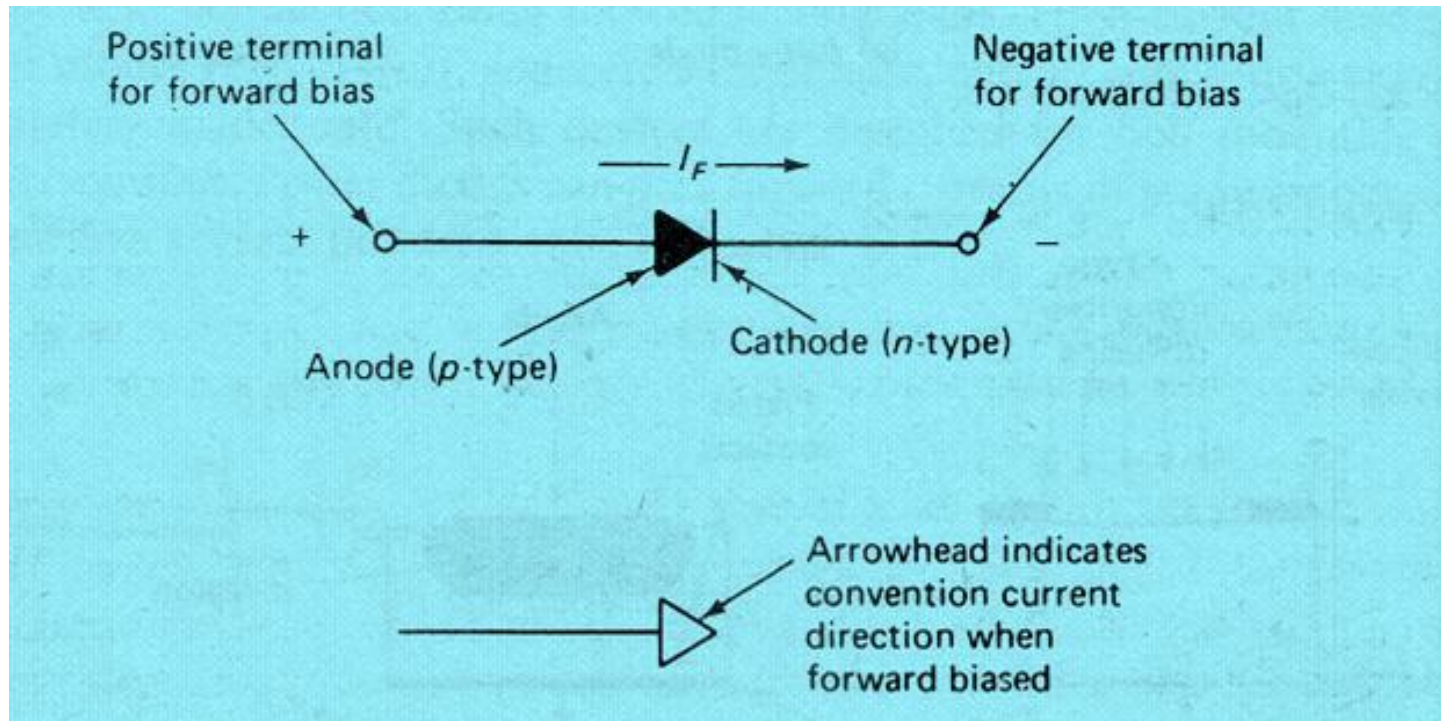 Positive terminal
for forward bias
Negative terminal
for forward bias
I_F
+
−
Anode (p-type)
Cathode (n-type)
Arrowhead indicates
convention current
direction when
forward biased